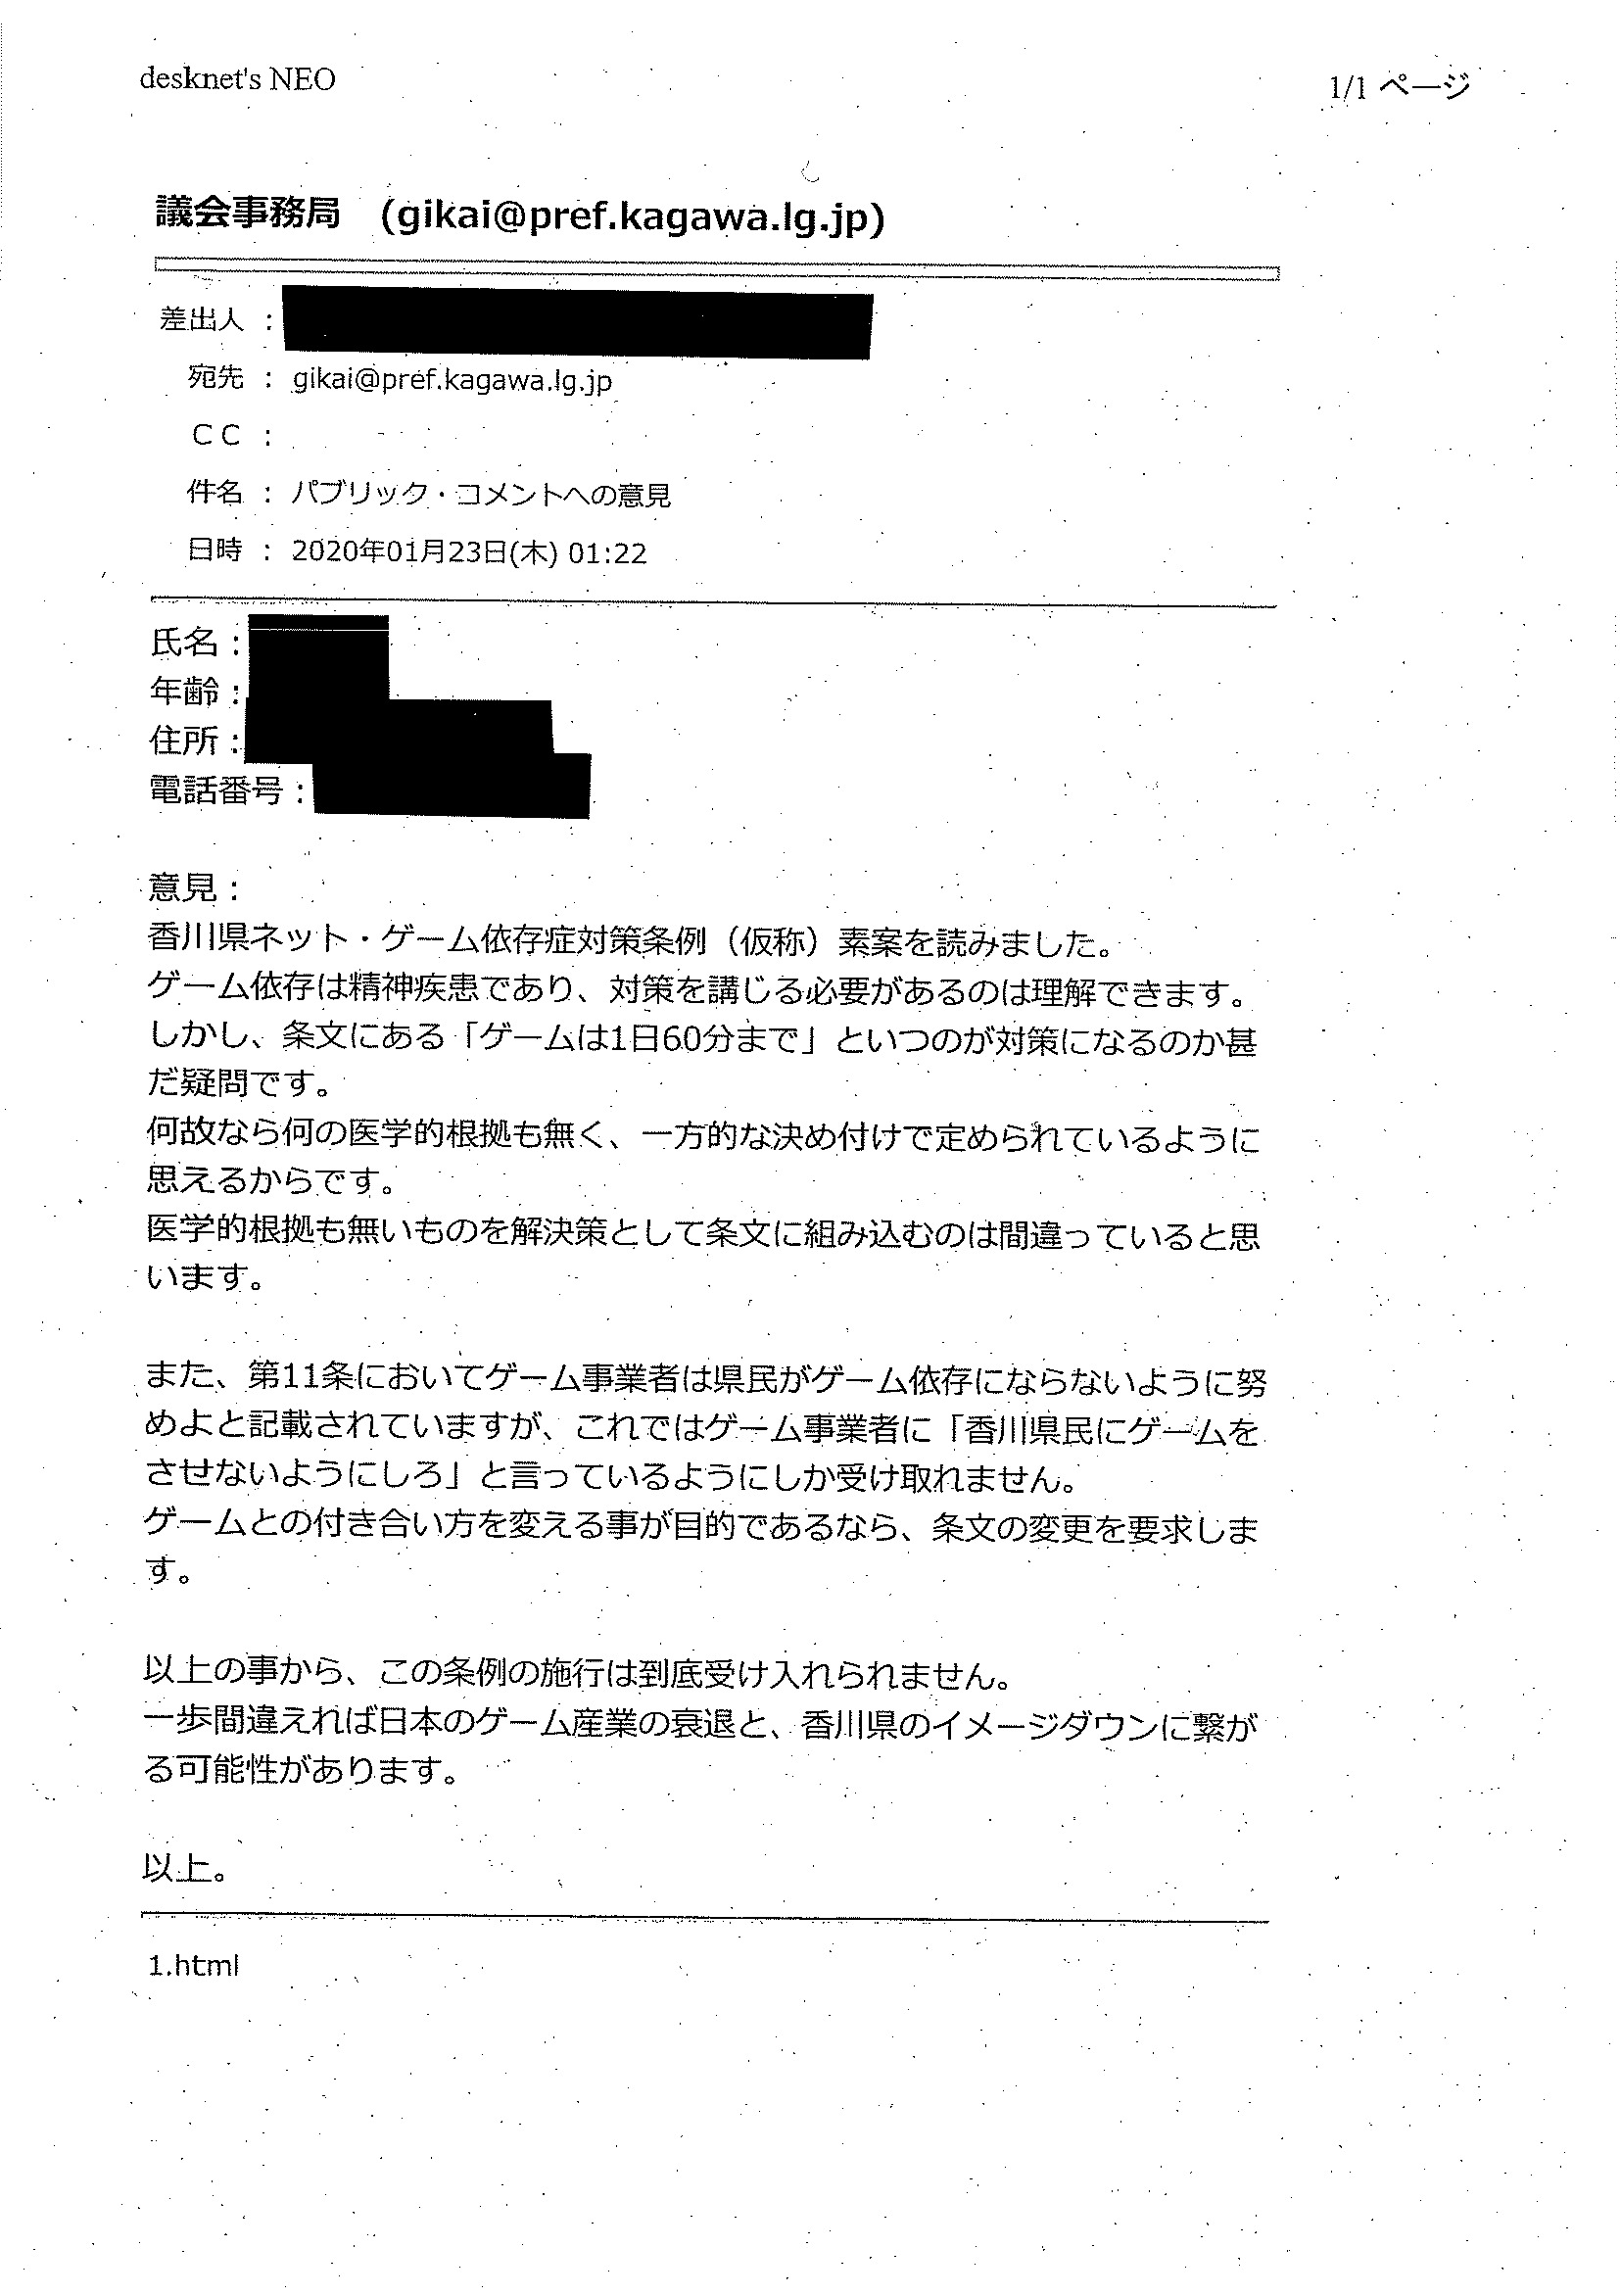 desknet's NEO
1/1 ページ
議会事務局　(gikai@pref.kagawa.lg.jp)
差出人 ：
宛先 ： gikai@pref.kagawa.lg.jp
ＣＣ ：
件名 ： パブリック・コメントへの意見
日時 ： 2020年01月23日(木) 01:22
氏名：
年齢：
住所：
電話番号：
意見：
香川県ネット・ゲーム依存症対策条例（仮称）素案を読みました。
ゲーム依存は精神疾患であり、対策を講じる必要があるのは理解できます。
しかし、条文にある「ゲームは1日60分まで」といつのが対策になるのか甚
だ疑問です。
何故なら何の医学的根拠も無く、一方的な決め付けで定められているように
思えるからです。
医学的根拠も無いものを解決策として条文に組み込むのは間違っていると思
います。
また、第11条においてゲーム事業者は県民がゲーム依存にならないように努
めよと記載されていますが、これではゲーム事業者に「香川県民にゲームを
させないようにしろ」と言っているようにしか受け取れません。
ゲームとの付き合い方を変える事が目的であるなら、条文の変更を要求しま
す。
以上の事から、この条例の施行は到底受け入れられません。
一歩間違えれば日本のゲーム産業の衰退と、香川県のイメージダウンに繋が
る可能性があります。
以上。
1.html